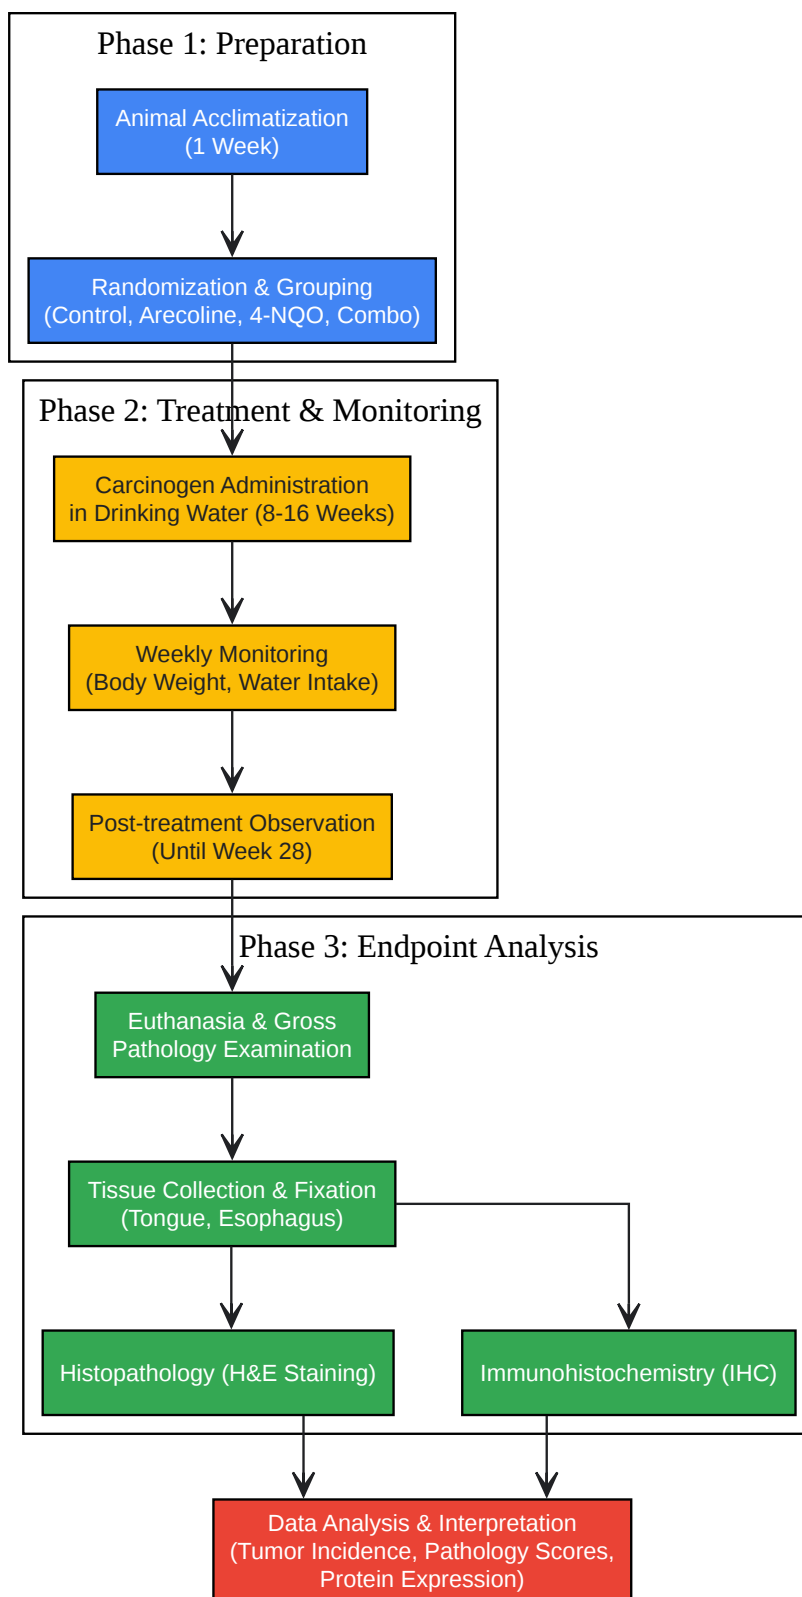 Phase 1: Preparation
Animal Acclimatization
(1 Week)
Randomization & Grouping
(Control, Arecoline, 4-NQO, Combo)
Phase 2: Treatment & Monitoring
Carcinogen Administration
in Drinking Water (8-16 Weeks)
Weekly Monitoring
(Body Weight, Water Intake)
Post-treatment Observation
(Until Week 28)
Phase 3: Endpoint Analysis
Euthanasia & Gross
Pathology Examination
Tissue Collection & Fixation
(Tongue, Esophagus)
Histopathology (H&E Staining)
Immunohistochemistry (IHC)
Data Analysis & Interpretation
(Tumor Incidence, Pathology Scores,
Protein Expression)